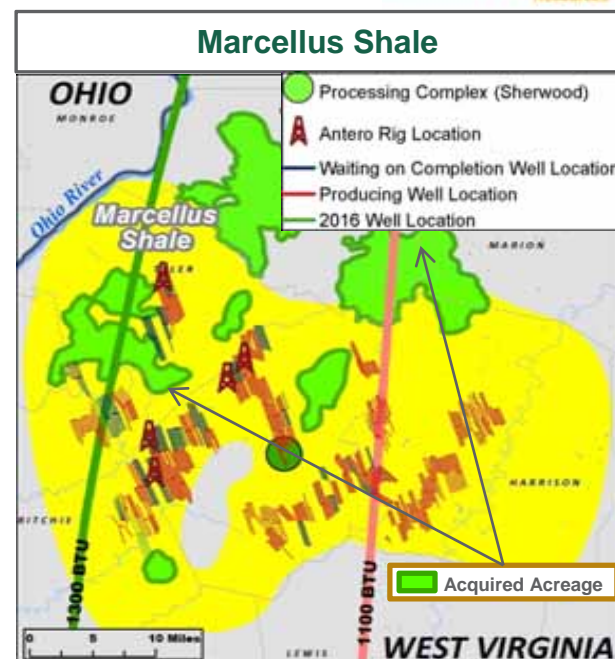 Marcellus Shale
OHIO
MONROE
Processing Complex (Sherwood)
Antero Rig Location
Waiting on Completion Well Location
Producing Well Location
2016 Well Location
Ohio River
Marcellus
Shale
MARION
HARRISON
1300 BTU
1100 BTU
Acquired Acreage
0 5 10 Miles
LEWIS
WEST VIRGINIA